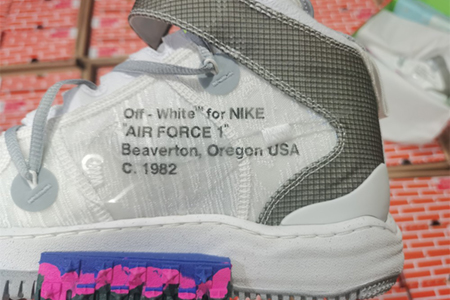 Off - White™ for NIKE
"AIR FORCE 1"
Beaverton, Oregon USA
C. 1982